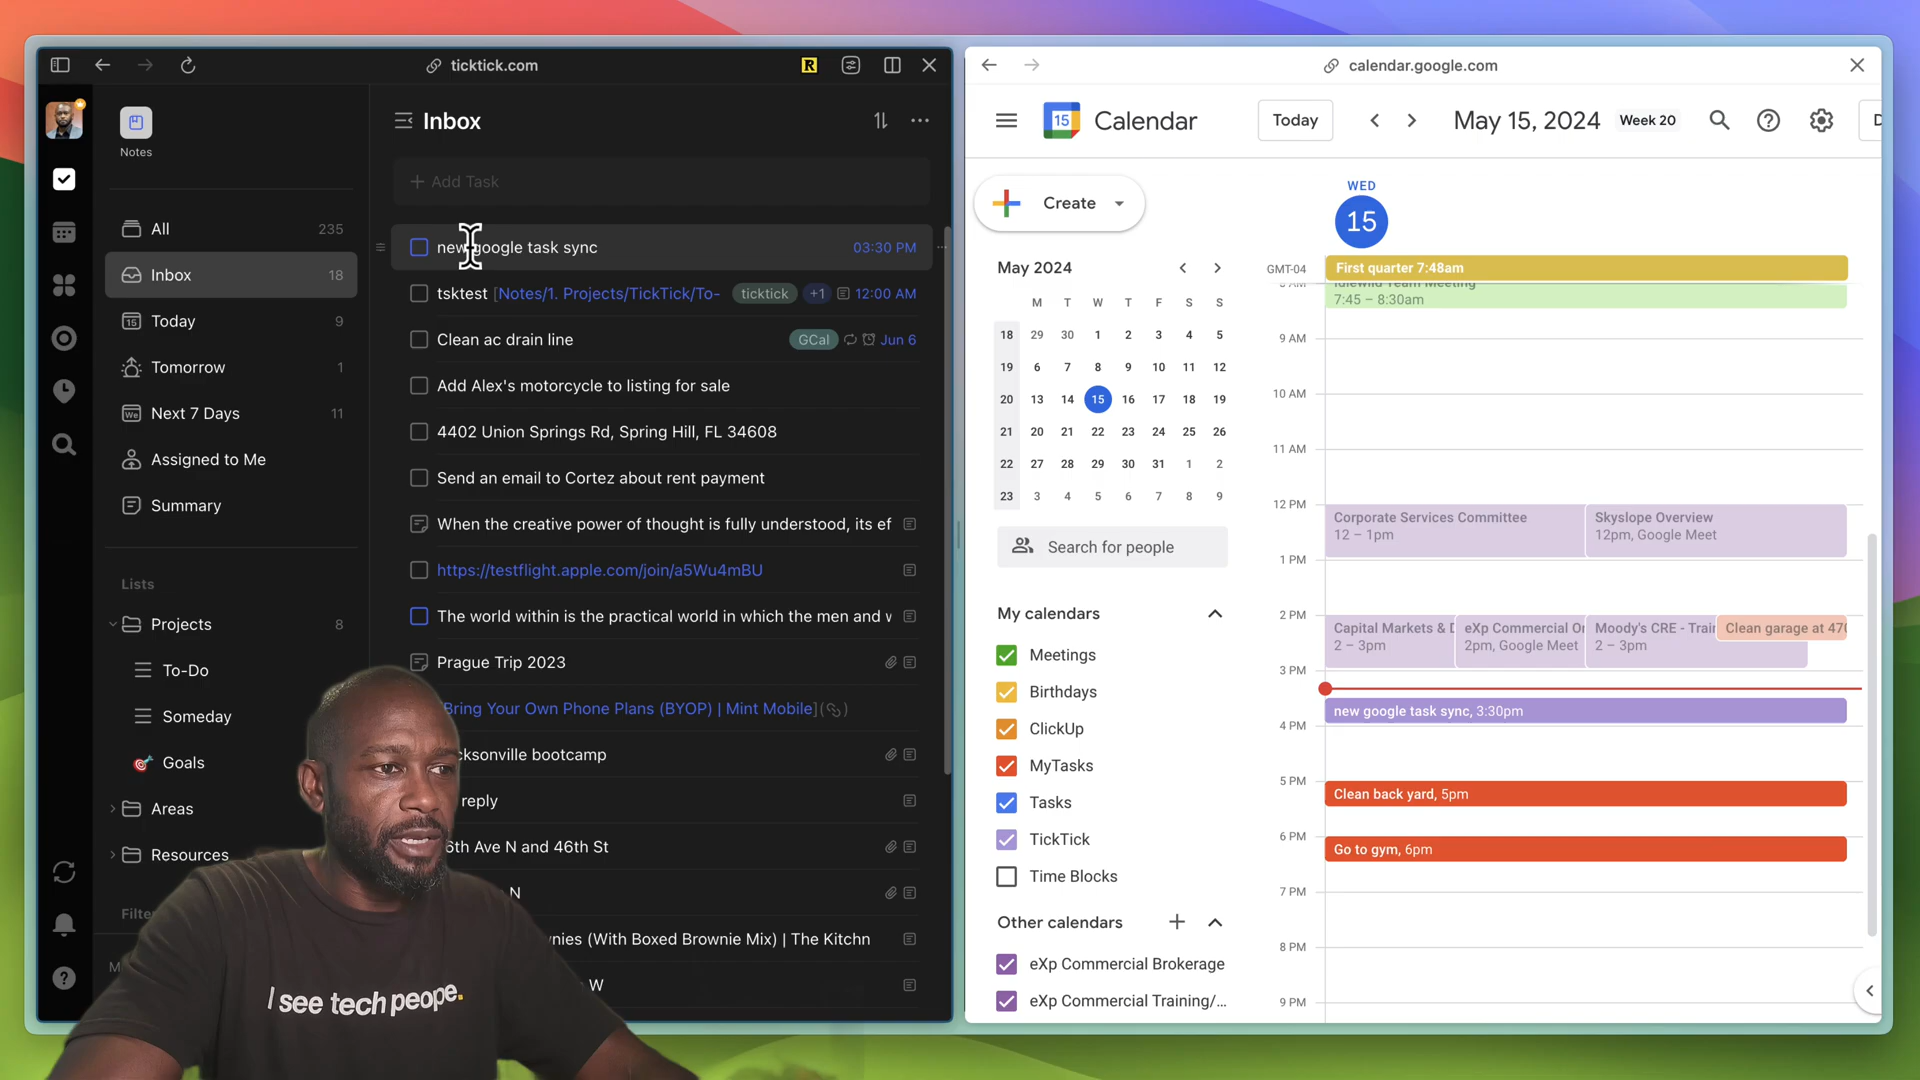 ticktick.com
R
Notes
All 235
Inbox 18
Today 9
Tomorrow 1
Next 7 Days 11
Assigned to Me
Summary
Lists
Projects 8
To-Do
Someday
Goals
Areas
Resources
Inbox
+ Add Task
new google task sync 03:30 PM
tsktest [Notes/1. Projects/TickTick/To- ticktick +1 12:00 AM
Clean ac drain line GCal Jun 6
Add Alex's motorcycle to listing for sale
4402 Union Springs Rd, Spring Hill, FL 34608
Send an email to Cortez about rent payment
When the creative power of thought is fully understood, its ef
https://testflight.apple.com/join/a5Wu4mBU
The world within is the practical world in which the men and w
Prague Trip 2023
Bring Your Own Phone Plans (BYOP) | Mint Mobile]
cksonville bootcamp
reply
6th Ave N and 46th St
N
(With Boxed Brownie Mix) | The Kitchn
W
I see tech people.
calendar.google.com
15 Calendar Today May 15, 2024 Week 20
Create
May 2024
M T W T F S S
18 29 30 1 2 3 4 5
19 6 7 8 9 10 11 12
20 13 14 15 16 17 18 19
21 20 21 22 23 24 25 26
22 27 28 29 30 31 1 2
23 3 4 5 6 7 8 9
Search for people
My calendars
Meetings
Birthdays
ClickUp
MyTasks
Tasks
TickTick
Time Blocks
Other calendars
eXp Commercial Brokerage
eXp Commercial Training/...
WED
15
GMT-04
First quarter 7:48am
Team Meeting
7:45 – 8:30am
9 AM
10 AM
11 AM
12 PM
Corporate Services Committee
12 – 1pm
Skyslope Overview
12pm, Google Meet
1 PM
2 PM
Capital Markets & D
2 – 3pm
eXp Commercial Or
2pm, Google Meet
Moody's CRE - Trai
2 – 3pm
Clean garage at 470
3 PM
new google task sync, 3:30pm
4 PM
5 PM
Clean back yard, 5pm
6 PM
Go to gym, 6pm
7 PM
8 PM
9 PM